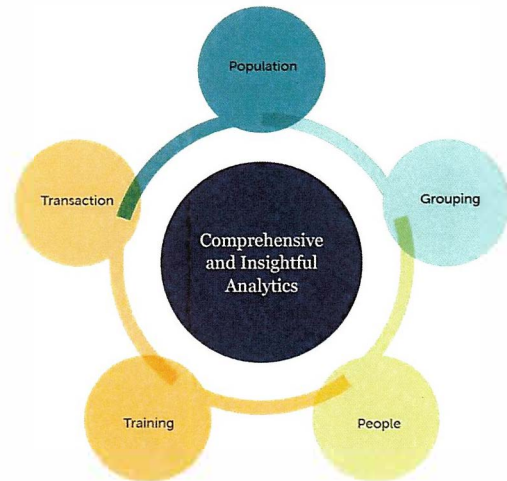 Population
Transaction
Grouping
Comprehensive
and Insightful
Analytics
Training
People